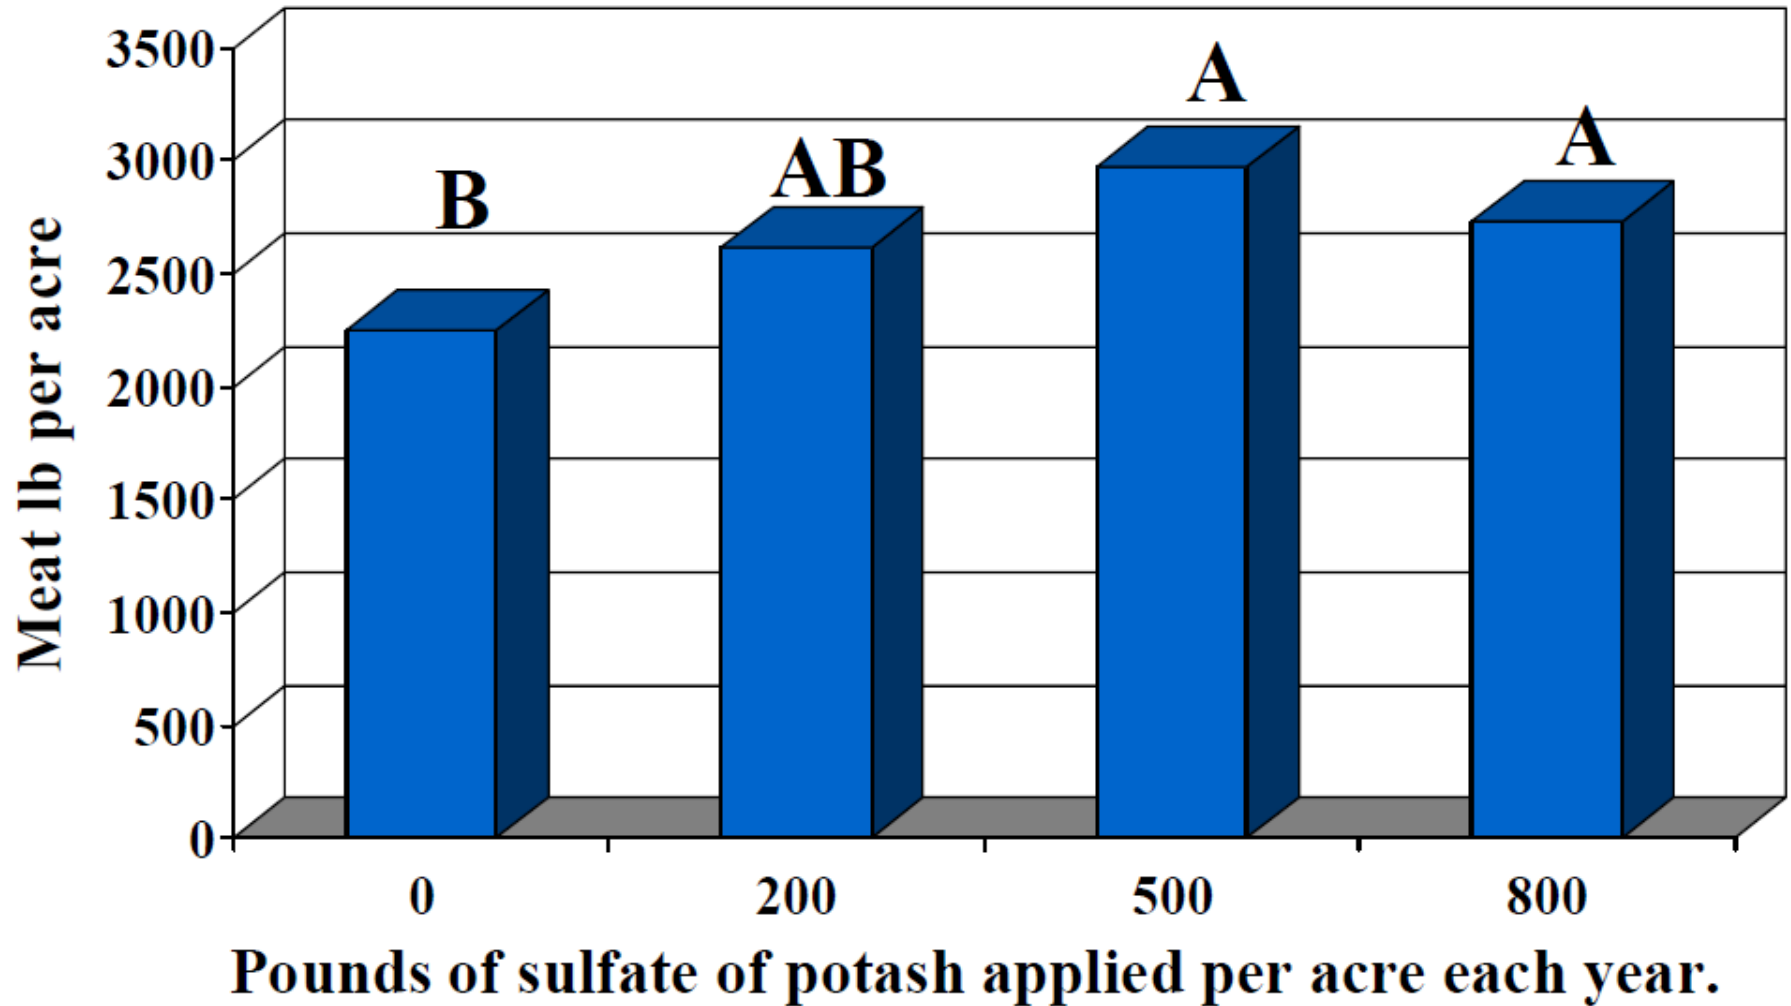 Meat lb per acre
3500
3000
2500
2000
1500
1000
500
0
B
AB
A
A
0
200
500
800
Pounds of sulfate of potash applied per acre each year.